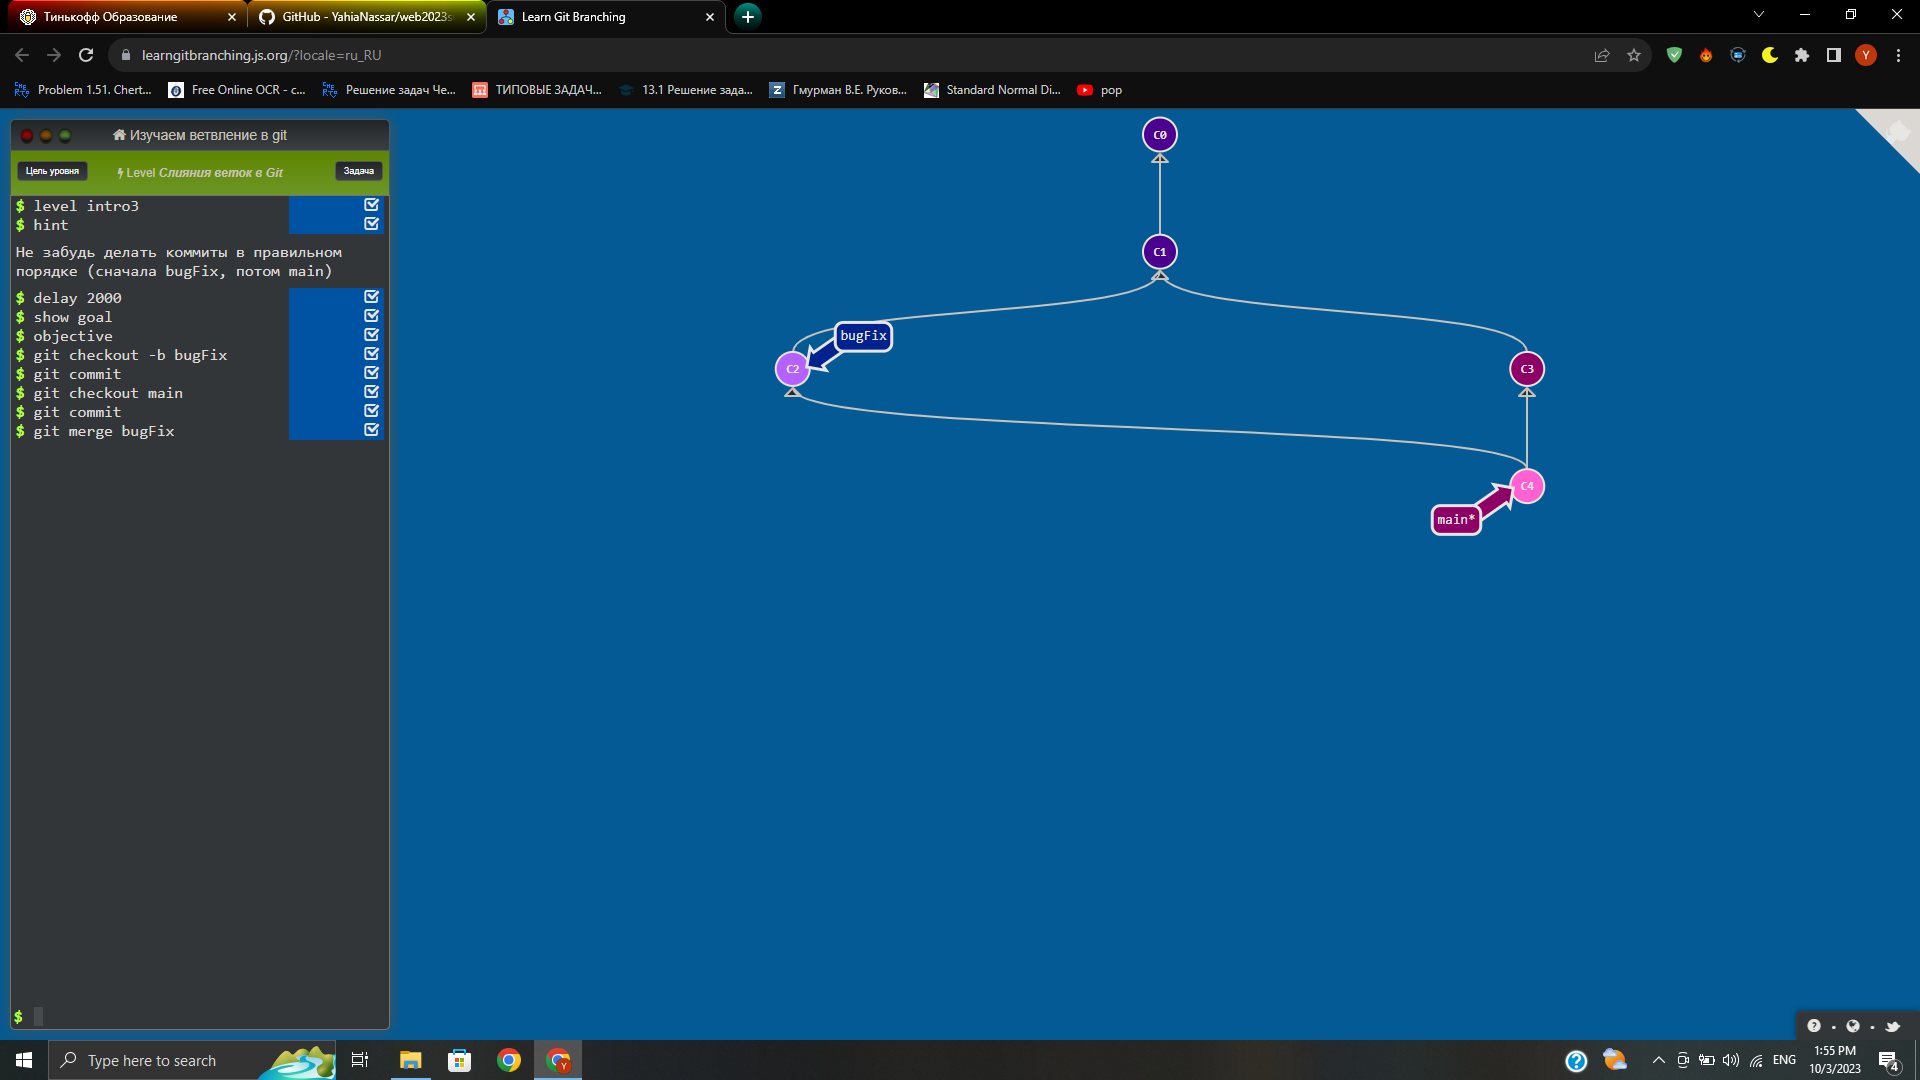 Тинькофф Образование
GitHub - YahiaNassar/web2023s
Learn Git Branching
learngitbranching.js.org/?locale=ru_RU
Y
Problem 1.51. Chert...
Free Online OCR - c...
Решение задач Че...
ТИПОВЫЕ ЗАДАЧ...
13.1 Решение зада...
Гмурман В.Е. Руков...
Standard Normal Di...
pop
Изучаем ветвление в git
Цель уровня
Level Слияния веток в Git
Задача
$ level intro3
$ hint
Не забудь делать коммиты в правильном
порядке (сначала bugFix, потом main)
$ delay 2000
$ show goal
$ objective
$ git checkout -b bugFix
$ git commit
$ git checkout main
$ git commit
$ git merge bugFix
$
C0
C1
bugFix
C2
C3
C4
main*
Type here to search
ENG
1:55 PM
10/3/2023
4